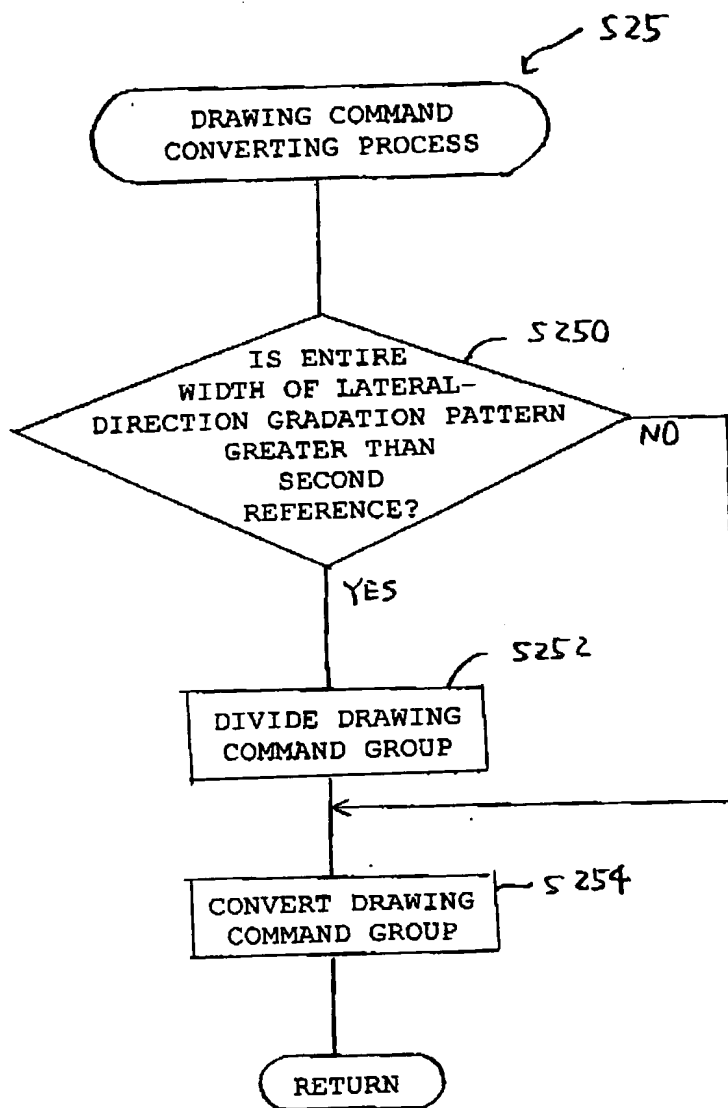 S25
DRAWING COMMAND
CONVERTING PROCESS
S250
IS ENTIRE
WIDTH OF LATERAL-
DIRECTION GRADATION PATTERN
GREATER THAN
SECOND
REFERENCE?
NO
YES
S252
DIVIDE DRAWING
COMMAND GROUP
S254
CONVERT DRAWING
COMMAND GROUP
RETURN